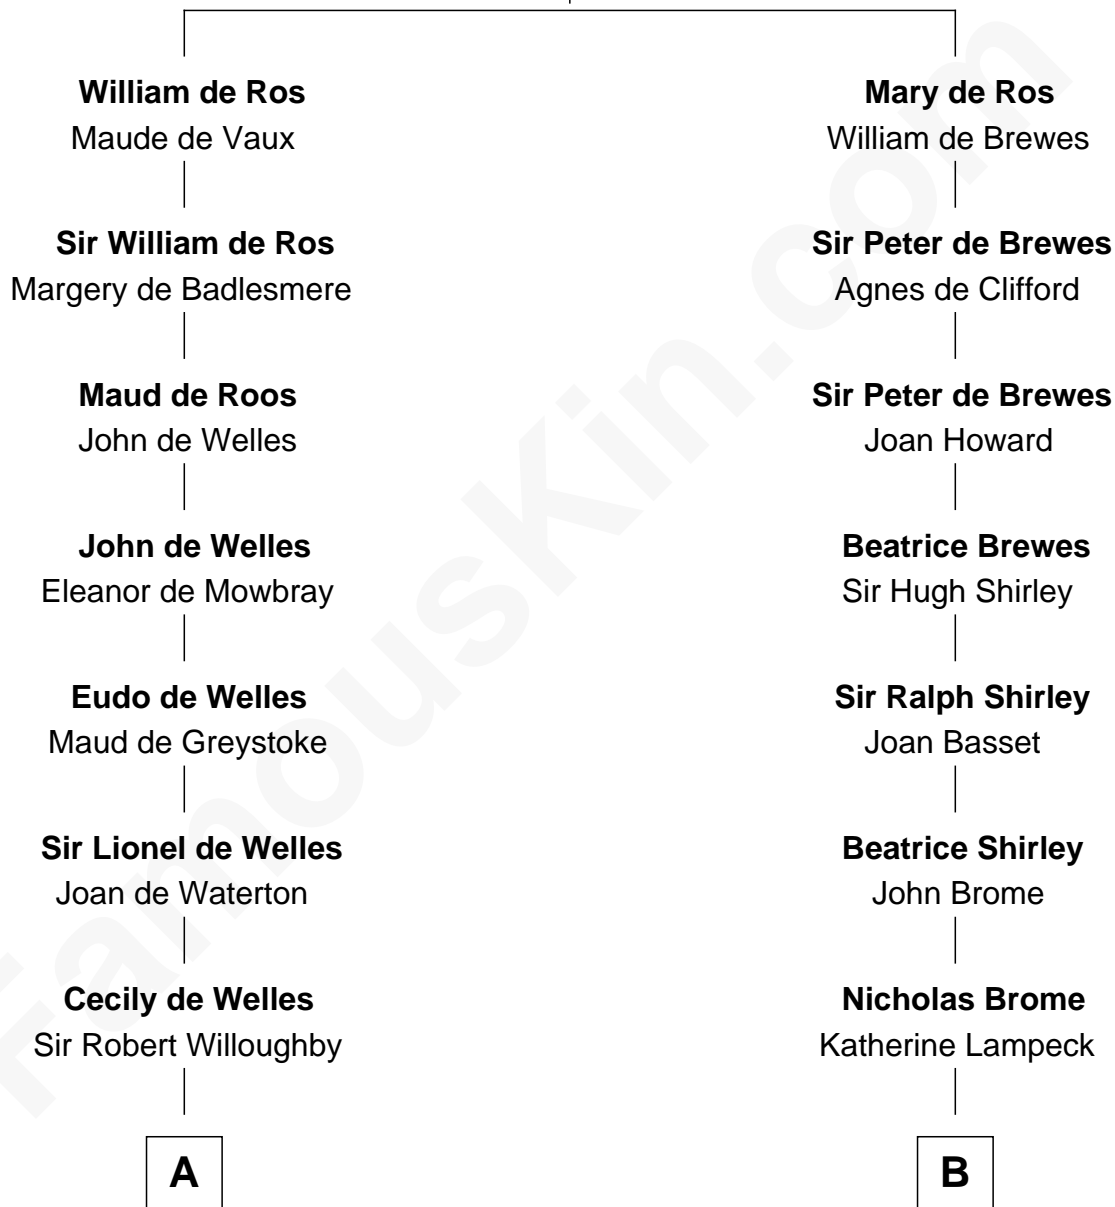 William de Ros
Maude de Vaux
Mary de Ros
William de Brewes
Sir William de Ros
Margery de Badlesmere
Sir Peter de Brewes
Agnes de Clifford
Maud de Roos
John de Welles
Sir Peter de Brewes
Joan Howard
John de Welles
Eleanor de Mowbray
Beatrice Brewes
Sir Hugh Shirley
Eudo de Welles
Maud de Greystoke
Sir Ralph Shirley
Joan Basset
Sir Lionel de Welles
Joan de Waterton
Beatrice Shirley
John Brome
Cecily de Welles
Sir Robert Willoughby
Nicholas Brome
Katherine Lampeck
A
B
FamousKin.com